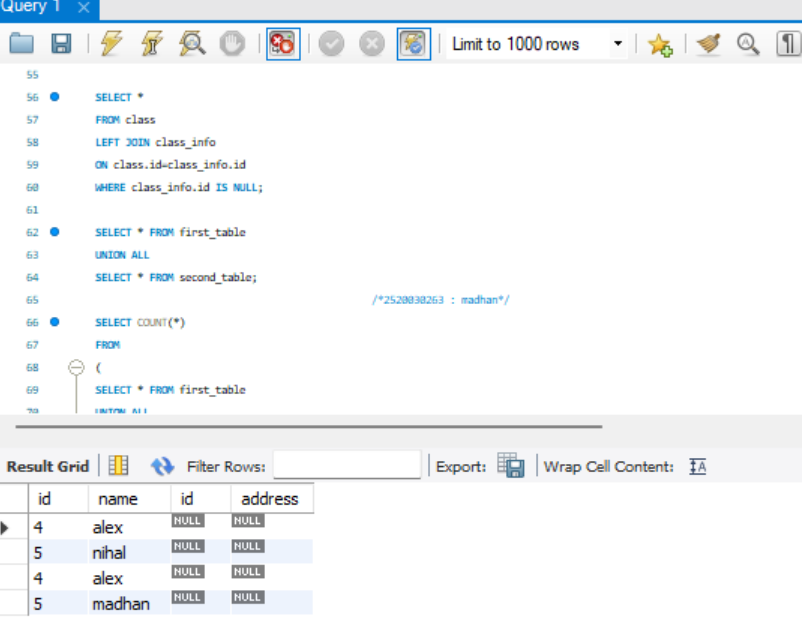 Query 1 ×
Limit to 1000 rows
55
56 SELECT *
57 FROM class
58 LEFT JOIN class_info
59 ON class.id=class_info.id
60 WHERE class_info.id IS NULL;
61
62 SELECT * FROM first_table
63 UNION ALL
64 SELECT * FROM second_table;
65 /*2520030263 : madhan*/
66 SELECT COUNT(*)
67 FROM
68 (
69 SELECT * FROM first_table
70 UNION ALL
Result Grid Filter Rows: Export: Wrap Cell Content: IA
id name id address
4 alex NULL NULL
5 nihal NULL NULL
4 alex NULL NULL
5 madhan NULL NULL